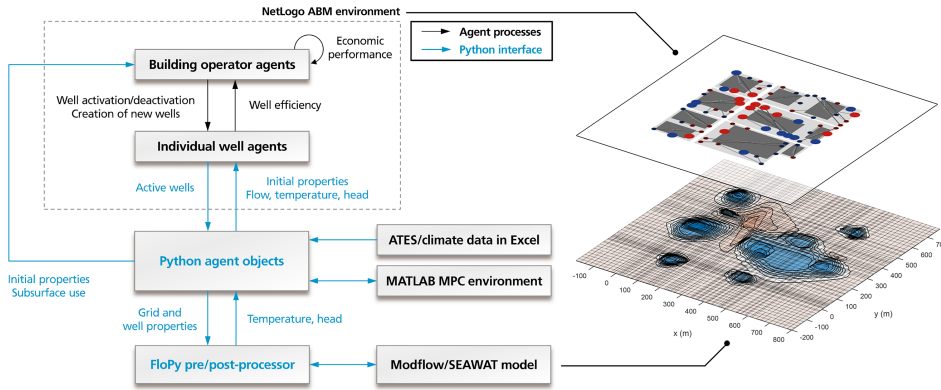 NetLogo ABM environment
Agent processes
Python interface
Economic
performance
Building operator agents
Well activation/deactivation
Creation of new wells
Well efficiency
Individual well agents
Active wells
Initial properties
Flow, temperature, head
Python agent objects
ATES/climate data in Excel
MATLAB MPC environment
Initial properties
Subsurface use
Grid and
well properties
Temperature, head
FloPy pre/post-processor
Modflow/SEAWAT model
-100
0
100
200
300
400
500
600
700
800
x (m)
-200
-100
0
100
200
300
400
500
600
y (m)